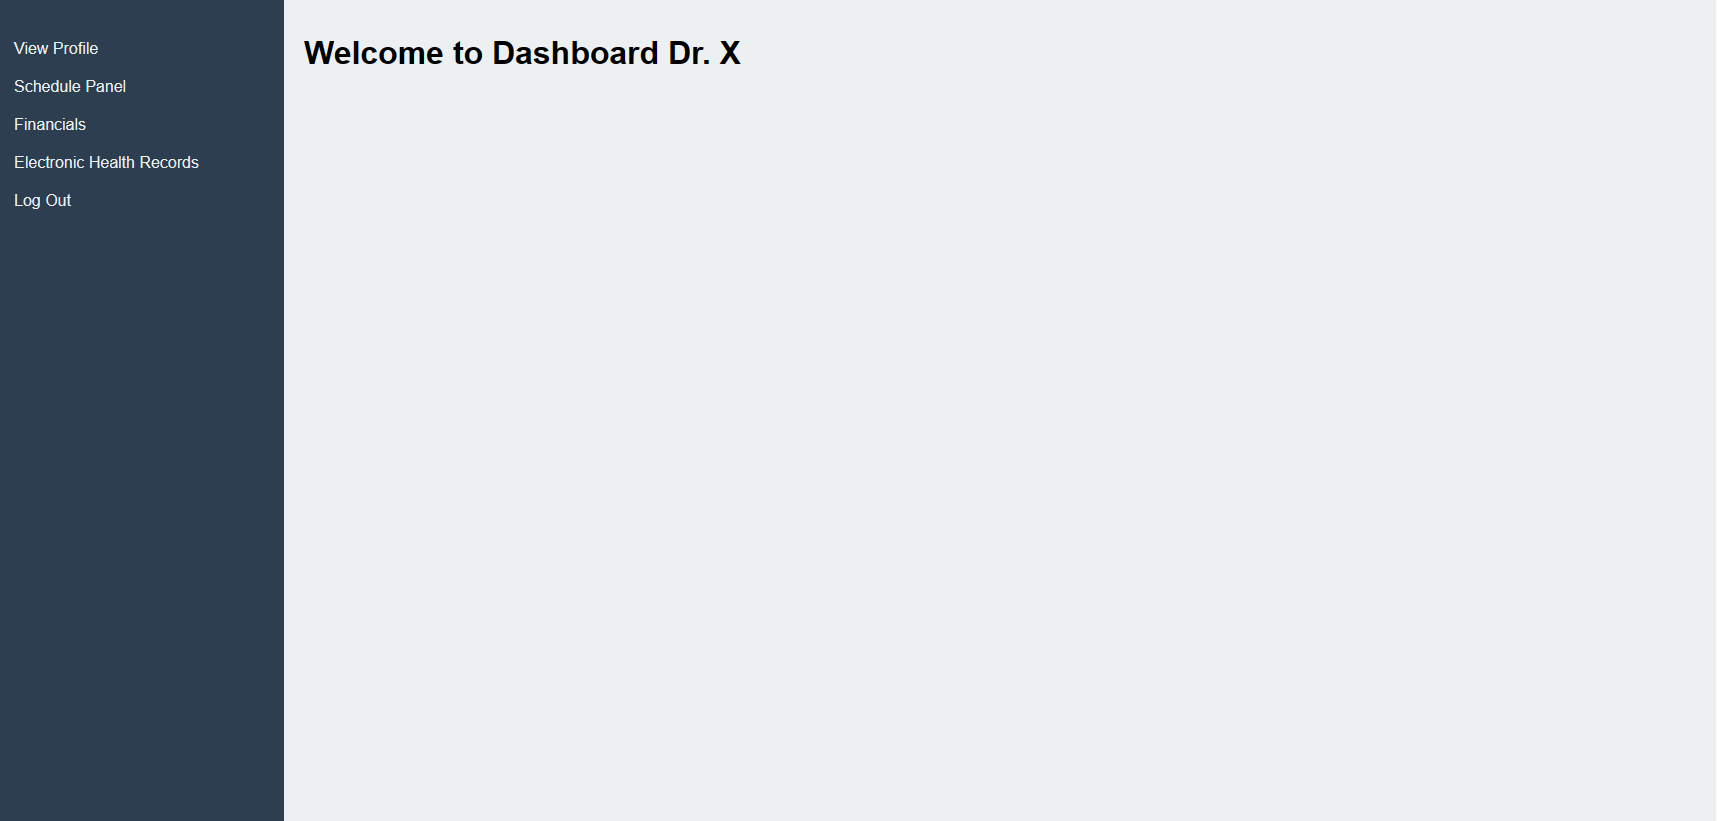 View Profile
Schedule Panel
Financials
Electronic Health Records
Log Out
Welcome to Dashboard Dr. X